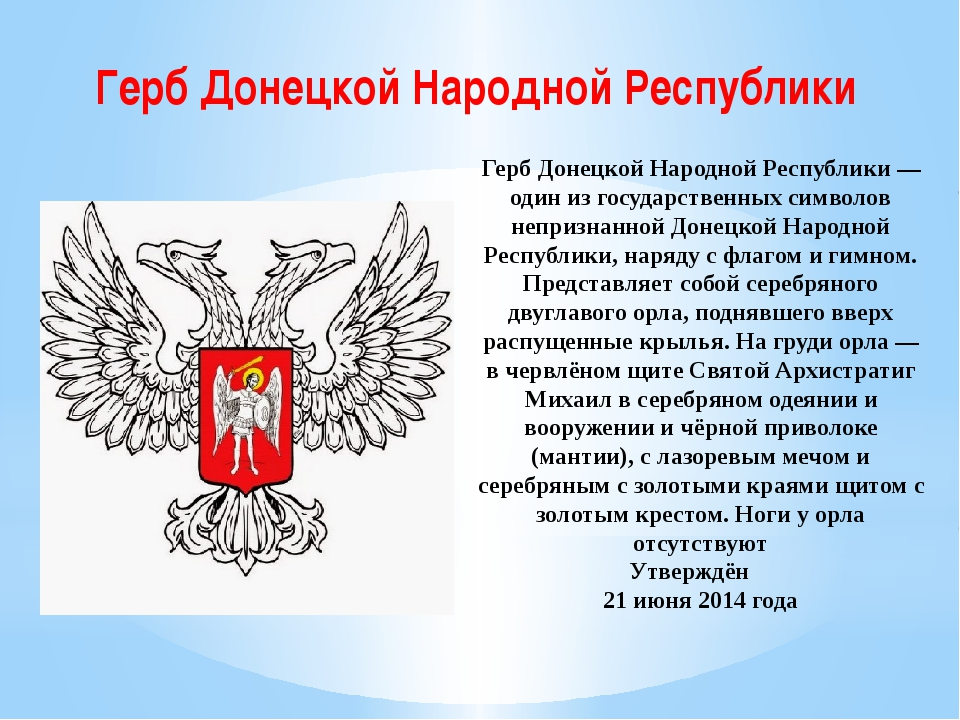 Герб Донецкой Народной Республики
Герб Донецкой Народной Республики —
один из государственных символов
непризнанной Донецкой Народной
Республики, наряду с флагом и гимном.
Представляет собой серебряного
двуглавого орла, поднявшего вверх
распущенные крылья. На груди орла —
в червлёном щите Святой Архистратиг
Михаил в серебряном одеянии и
вооружении и чёрной приволоке
(мантии), с лазоревым мечом и
серебряным с золотыми краями щитом с
золотым крестом. Ноги у орла
отсутствуют
Утверждён
21 июня 2014 года